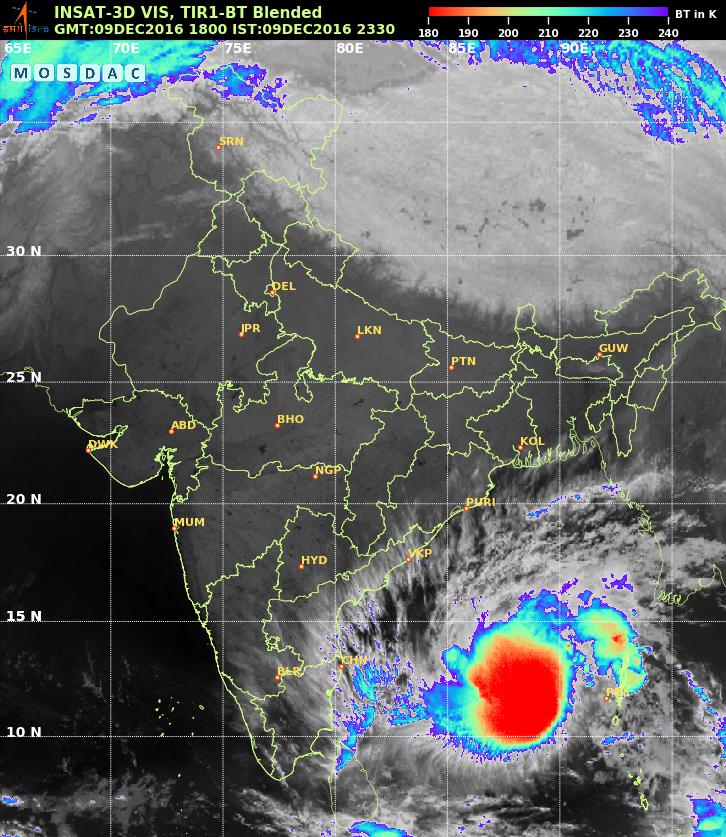 INSAT-3D VIS, TIR1-BT Blended
GMT:09DEC2016 1800 IST:09DEC2016 2330
BT in K
180 190 200 210 220 230 240
65E 70E 75E 80E 85E 90E
MOSDAC
SRN
30 N
DEL
JPR
LKN
GUW
PTN
25 N
ABD
BHO
DWK
KOL
NGP
20 N
PURI
MUM
VKP
HYD
15 N
CHN
BLR
10 N